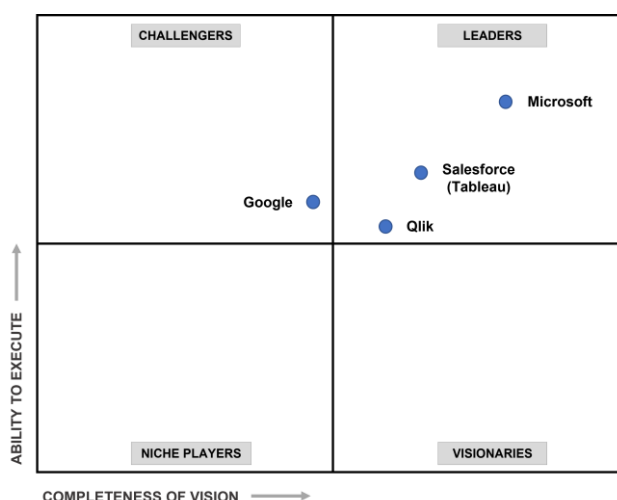 CHALLENGERS
LEADERS
Microsoft
Salesforce
(Tableau)
Google
Qlik
ABILITY TO EXECUTE
NICHE PLAYERS
VISIONARIES
COMPLETENESS OF VISION